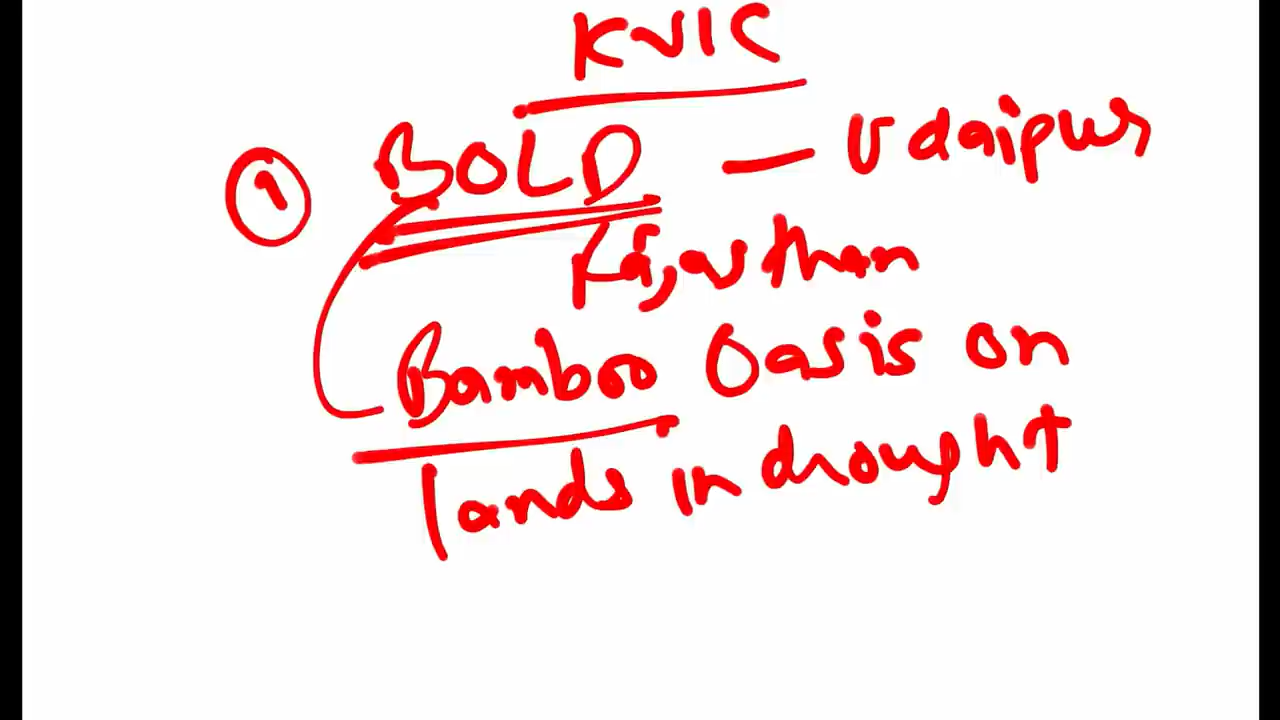 KVIC
① BOLD — Udaipur
Rajasthan
Bamboo Oasis on
lands in drought